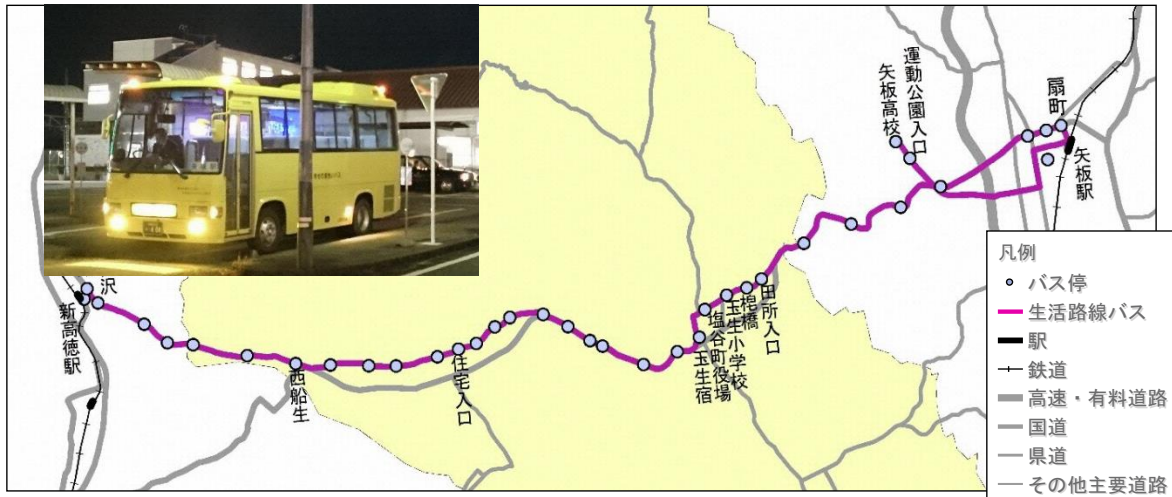 運動公園入口
矢板高校
扇町
矢板駅
沢
新高徳駅
西船生
住宅入口
玉生宿
塩谷町役場
玉生小学校
梍橋
田所入口
凡例
バス停
生活路線バス
駅
鉄道
高速・有料道路
国道
県道
その他主要道路